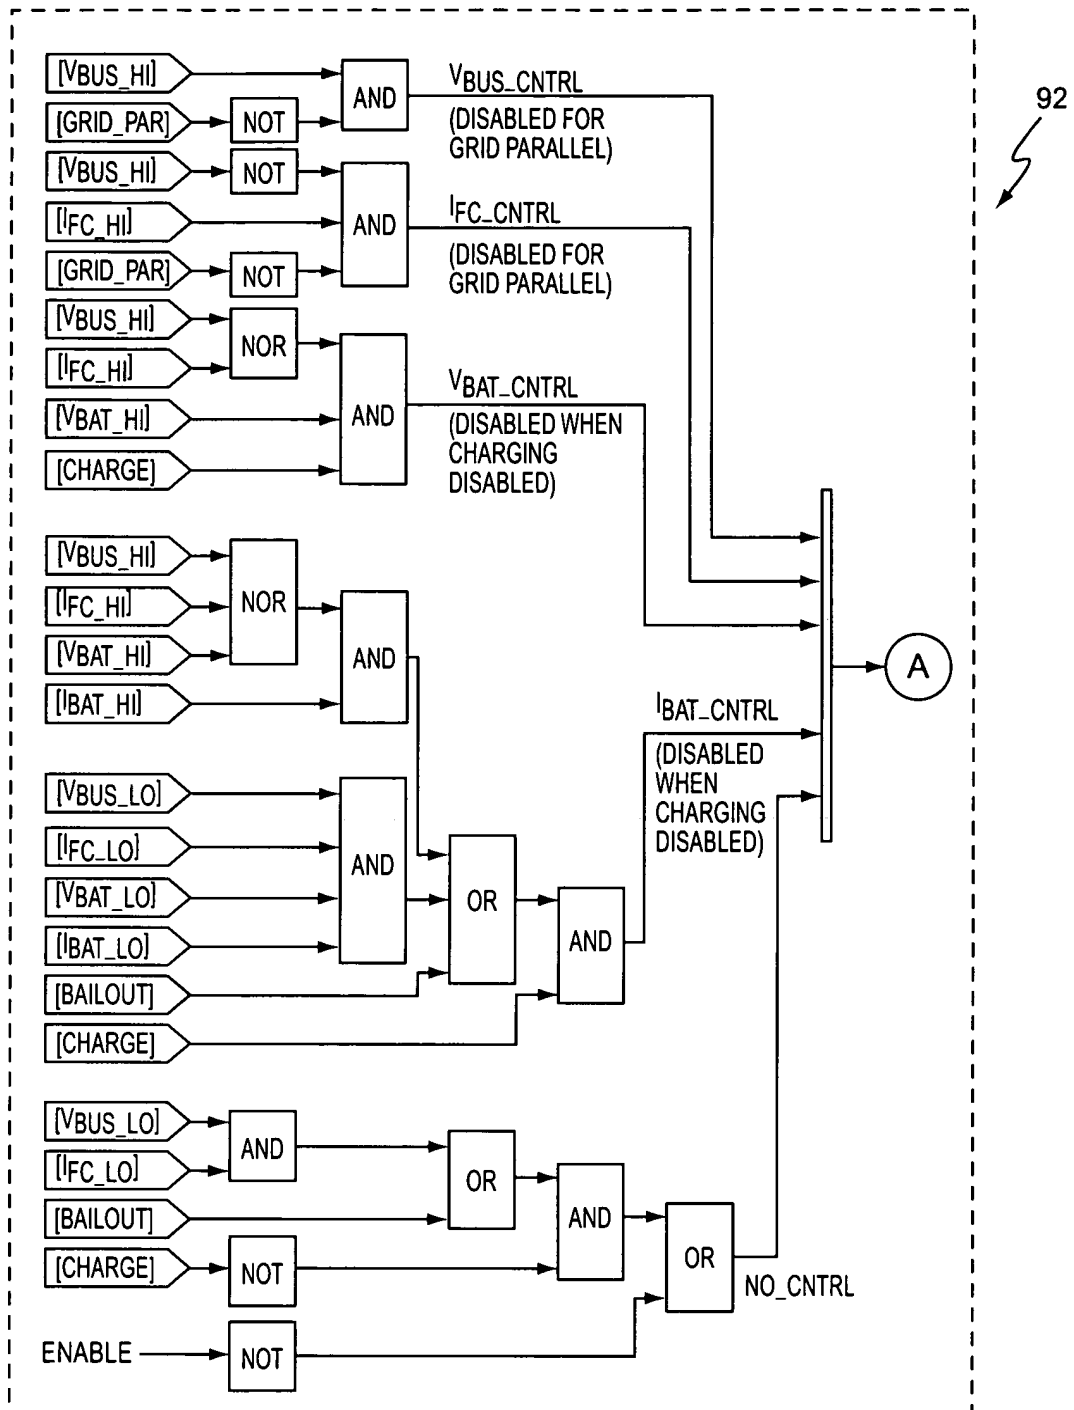 [VBUS_HI]
AND
VBUS_CNTRL
(DISABLED FOR
GRID PARALLEL)
[GRID_PAR]
NOT
[VBUS_HI]
NOT
[IFC_HI]
AND
IFC_CNTRL
(DISABLED FOR
GRID PARALLEL)
[GRID_PAR]
NOT
[VBUS_HI]
NOR
[IFC_HI]
[VBAT_HI]
AND
VBAT_CNTRL
(DISABLED WHEN
CHARGING
DISABLED)
[CHARGE]
[VBUS_HI]
[IFC_HI]
NOR
[VBAT_HI]
AND
[IBAT_HI]
[VBUS_LO]
[IFC_LO]
AND
[VBAT_LO]
[IBAT_LO]
OR
[BAILOUT]
AND
[CHARGE]
IBAT_CNTRL
(DISABLED
WHEN
CHARGING
DISABLED)
[VBUS_LO]
AND
[IFC_LO]
OR
[BAILOUT]
AND
[CHARGE]
NOT
OR
NO_CNTRL
ENABLE
NOT
A
92